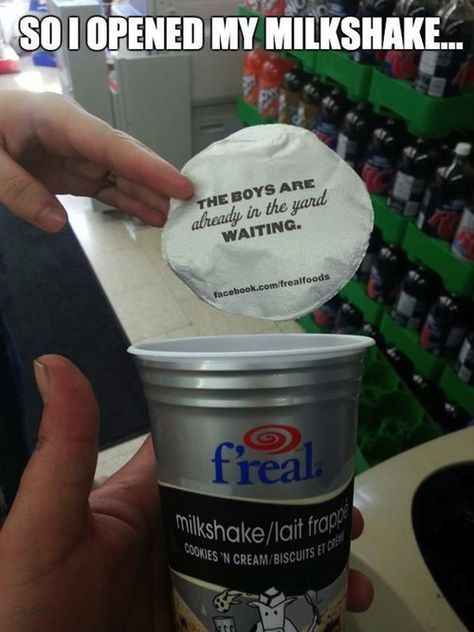 SO I OPENED MY MILKSHAKE...
THE BOYS ARE
already in the yard
WAITING.
facebook.com/frealfoods
f'real.
milkshake/lait frappé
COOKIES 'N CREAM/BISCUITS ET CRÈME